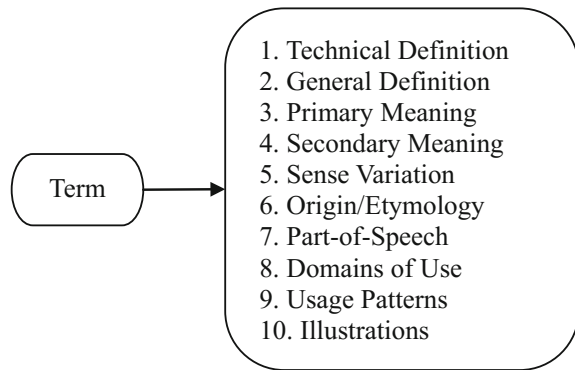 Term
1. Technical Definition
2. General Definition
3. Primary Meaning
4. Secondary Meaning
5. Sense Variation
6. Origin/Etymology
7. Part-of-Speech
8. Domains of Use
9. Usage Patterns
10. Illustrations